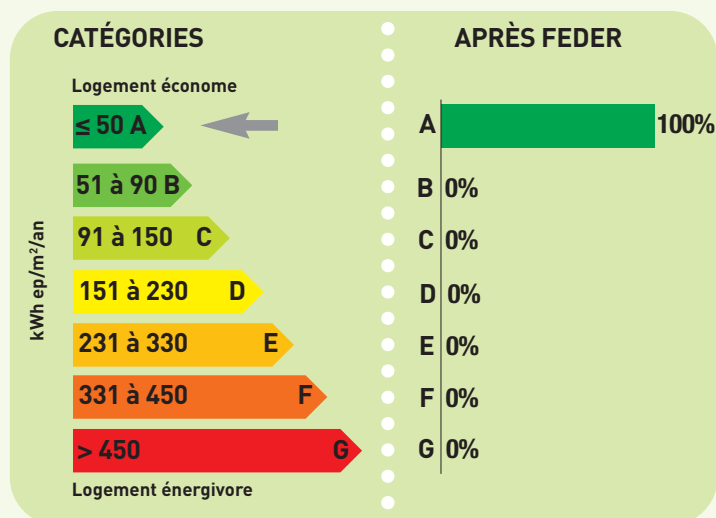 CATÉGORIES
Logement économe
≤ 50 A
51 à 90 B
91 à 150 C
151 à 230 D
231 à 330 E
331 à 450 F
> 450 G
Logement énergivore
kWh ep/m²/an
APRÈS FEDER
A 100%
B 0%
C 0%
D 0%
E 0%
F 0%
G 0%